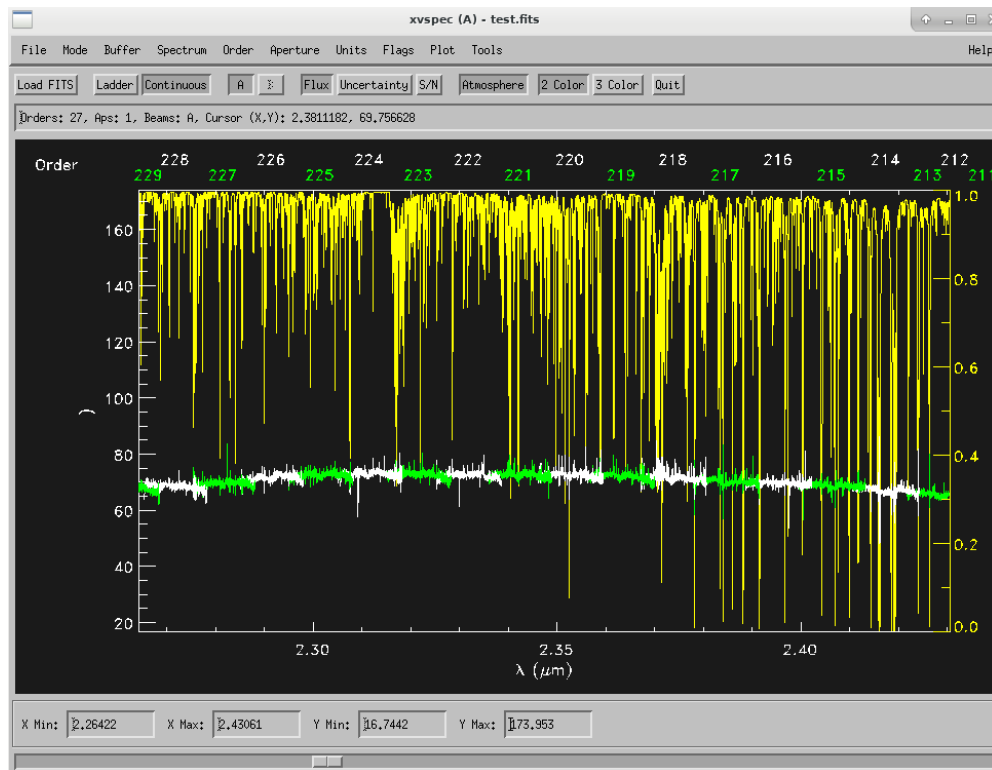 xvspec (A) - test.fits
File Mode Buffer Spectrum Order Aperture Units Flags Plot Tools Help
Load FITS Ladder Continuous A Flux Uncertainty S/N Atmosphere 2 Color 3 Color Quit
Orders: 27, Aps: 1, Beams: A, Cursor (X,Y): 2.3811182, 69.756628
Order 228 226 224 222 220 218 216 214 212
229 227 225 223 221 219 217 215 213 211
1.0
160
140
0.8
120
0.6
100
)
80
0.4
60
40
0.2
20
0.0
2.30 2.35 2.40
λ (μm)
X Min: 2.26422 X Max: 2.43061 Y Min: 16.7442 Y Max: 173.953